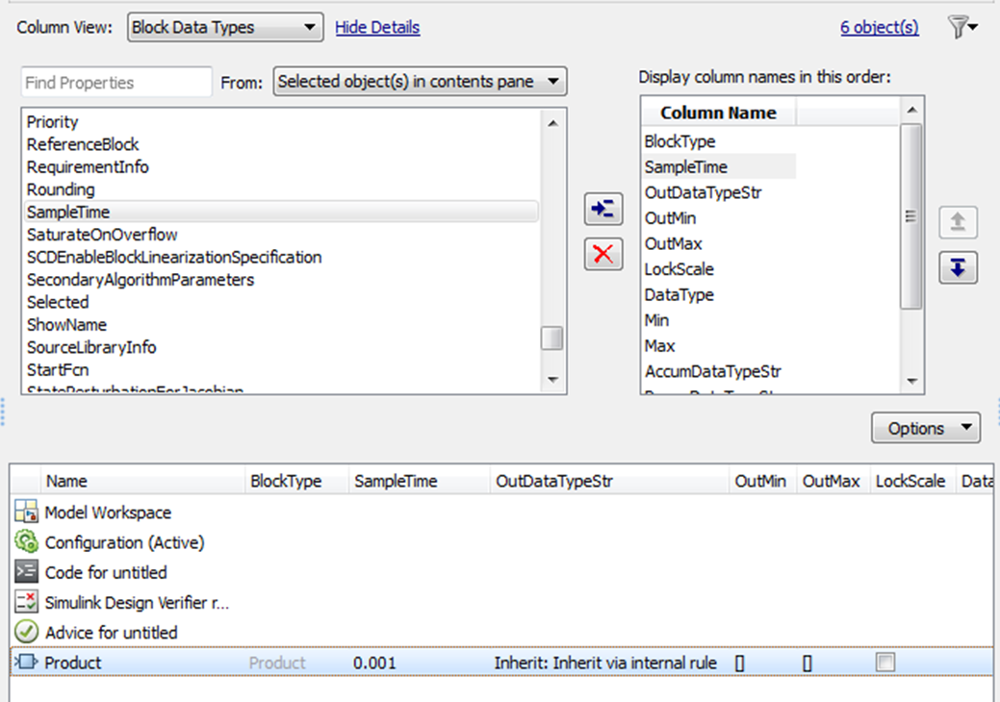 Column View: Block Data Types Hide Details 6 object(s)
Find Properties From: Selected object(s) in contents pane
Display column names in this order:
Priority
ReferenceBlock
RequirementInfo
Rounding
SampleTime
SaturateOnOverflow
SCDEnableBlockLinearizationSpecification
SecondaryAlgorithmParameters
Selected
ShowName
SourceLibraryInfo
StartFcn
StatePerturbationForJacobian
Column Name
BlockType
SampleTime
OutDataTypeStr
OutMin
OutMax
LockScale
DataType
Min
Max
AccumDataTypeStr
Options
Name BlockType SampleTime OutDataTypeStr OutMin OutMax LockScale Data
Model Workspace
Configuration (Active)
Code for untitled
Simulink Design Verifier r...
Advice for untitled
Product Product 0.001 Inherit: Inherit via internal rule [] []